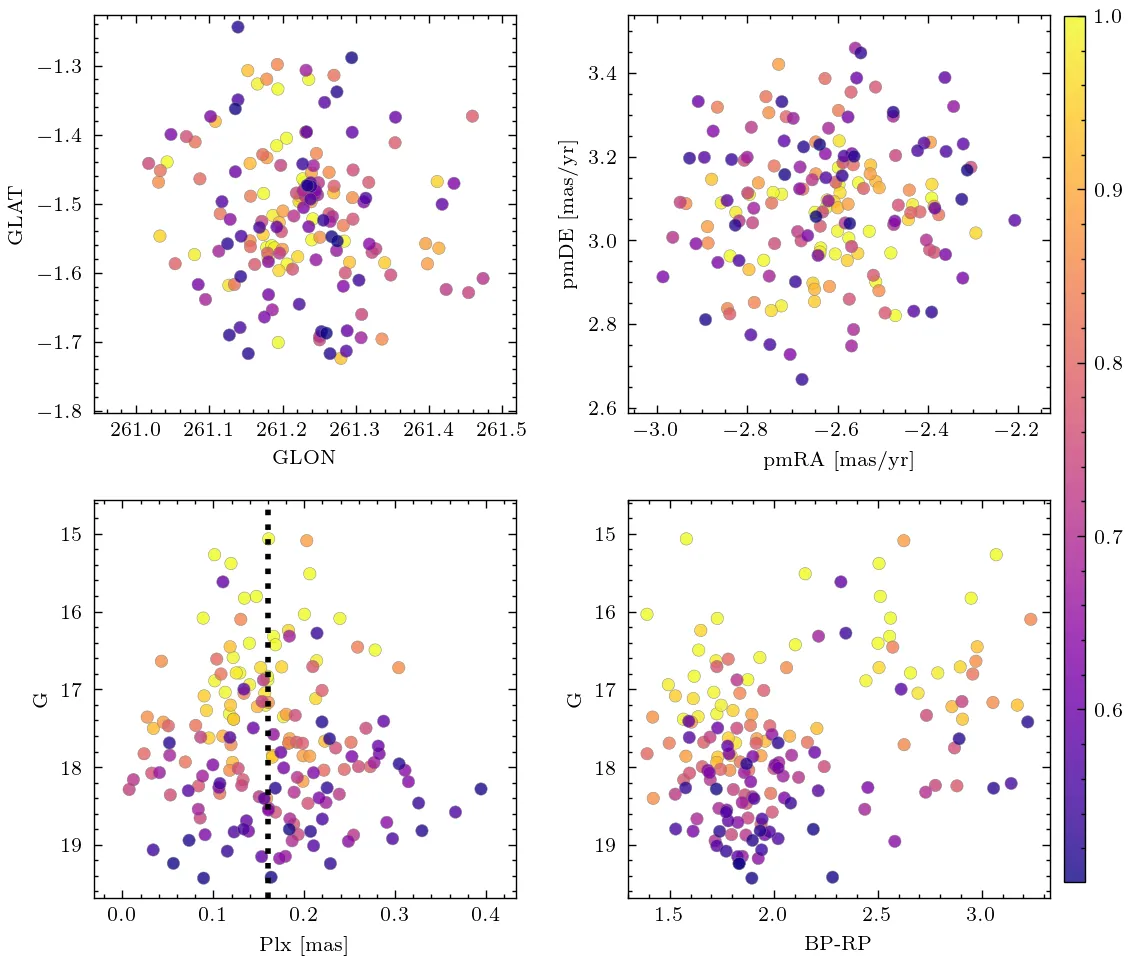 −1.3
−1.4
−1.5
−1.6
−1.7
−1.8
GLAT
261.0 261.1 261.2 261.3 261.4 261.5
GLON
3.4
3.2
3.0
2.8
2.6
pmDE [mas/yr]
−3.0 −2.8 −2.6 −2.4 −2.2
pmRA [mas/yr]
15
16
17
18
19
G
0.0 0.1 0.2 0.3 0.4
Plx [mas]
15
16
17
18
19
G
1.5 2.0 2.5 3.0
BP-RP
1.0
0.9
0.8
0.7
0.6